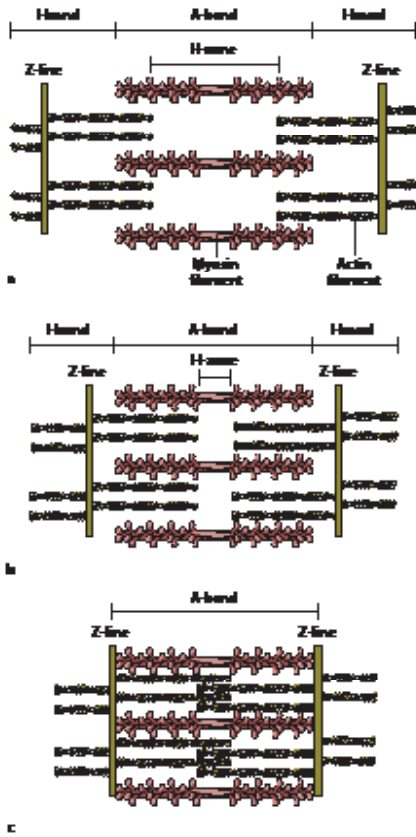 I-band A-band I-band
H-zone
Z-line Z-line
Myosin filament
Actin filament
a
I-band A-band I-band
H-zone
Z-line Z-line
b
A-band
Z-line Z-line
c